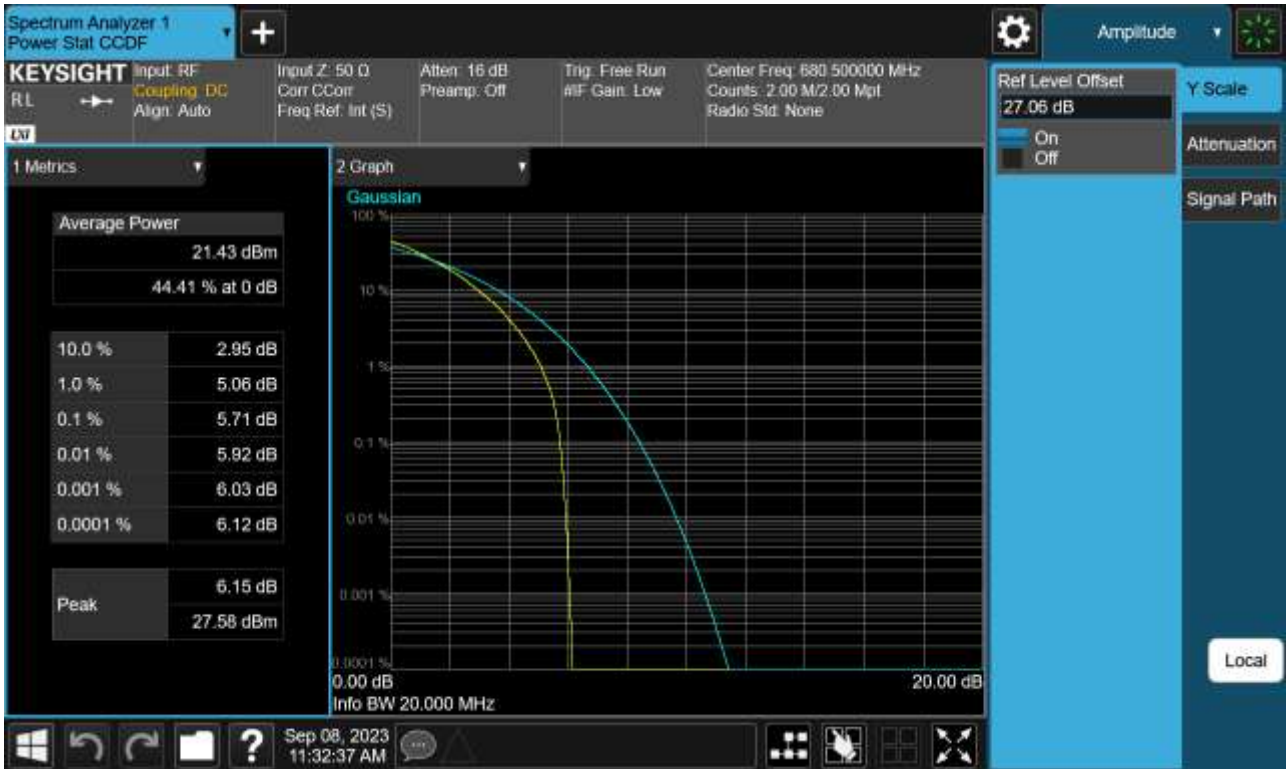 Spectrum Analyzer 1
Power Stat CCDF
+
Amplitude
KEYSIGHT
RL
LXI
Input: RF
Coupling: DC
Align: Auto
Input Z: 50 Ω
Corr CCorr
Freq Ref: Int (S)
Atten: 16 dB
Preamp: Off
Trig: Free Run
#IF Gain: Low
Center Freq: 680.500000 MHz
Counts: 2.00 M/2.00 Mpt
Radio Std: None
Ref Level Offset
27.06 dB
On
Off
Y Scale
Attenuation
Signal Path
Local
1 Metrics
Average Power
21.43 dBm
44.41 % at 0 dB
10.0 % 2.95 dB
1.0 % 5.06 dB
0.1 % 5.71 dB
0.01 % 5.92 dB
0.001 % 6.03 dB
0.0001 % 6.12 dB
Peak
6.15 dB
27.58 dBm
2 Graph
Gaussian
100 %
10 %
1 %
0.1 %
0.01 %
0.001 %
0.0001 %
0.00 dB 20.00 dB
Info BW 20.000 MHz
?
Sep 08, 2023
11:32:37 AM